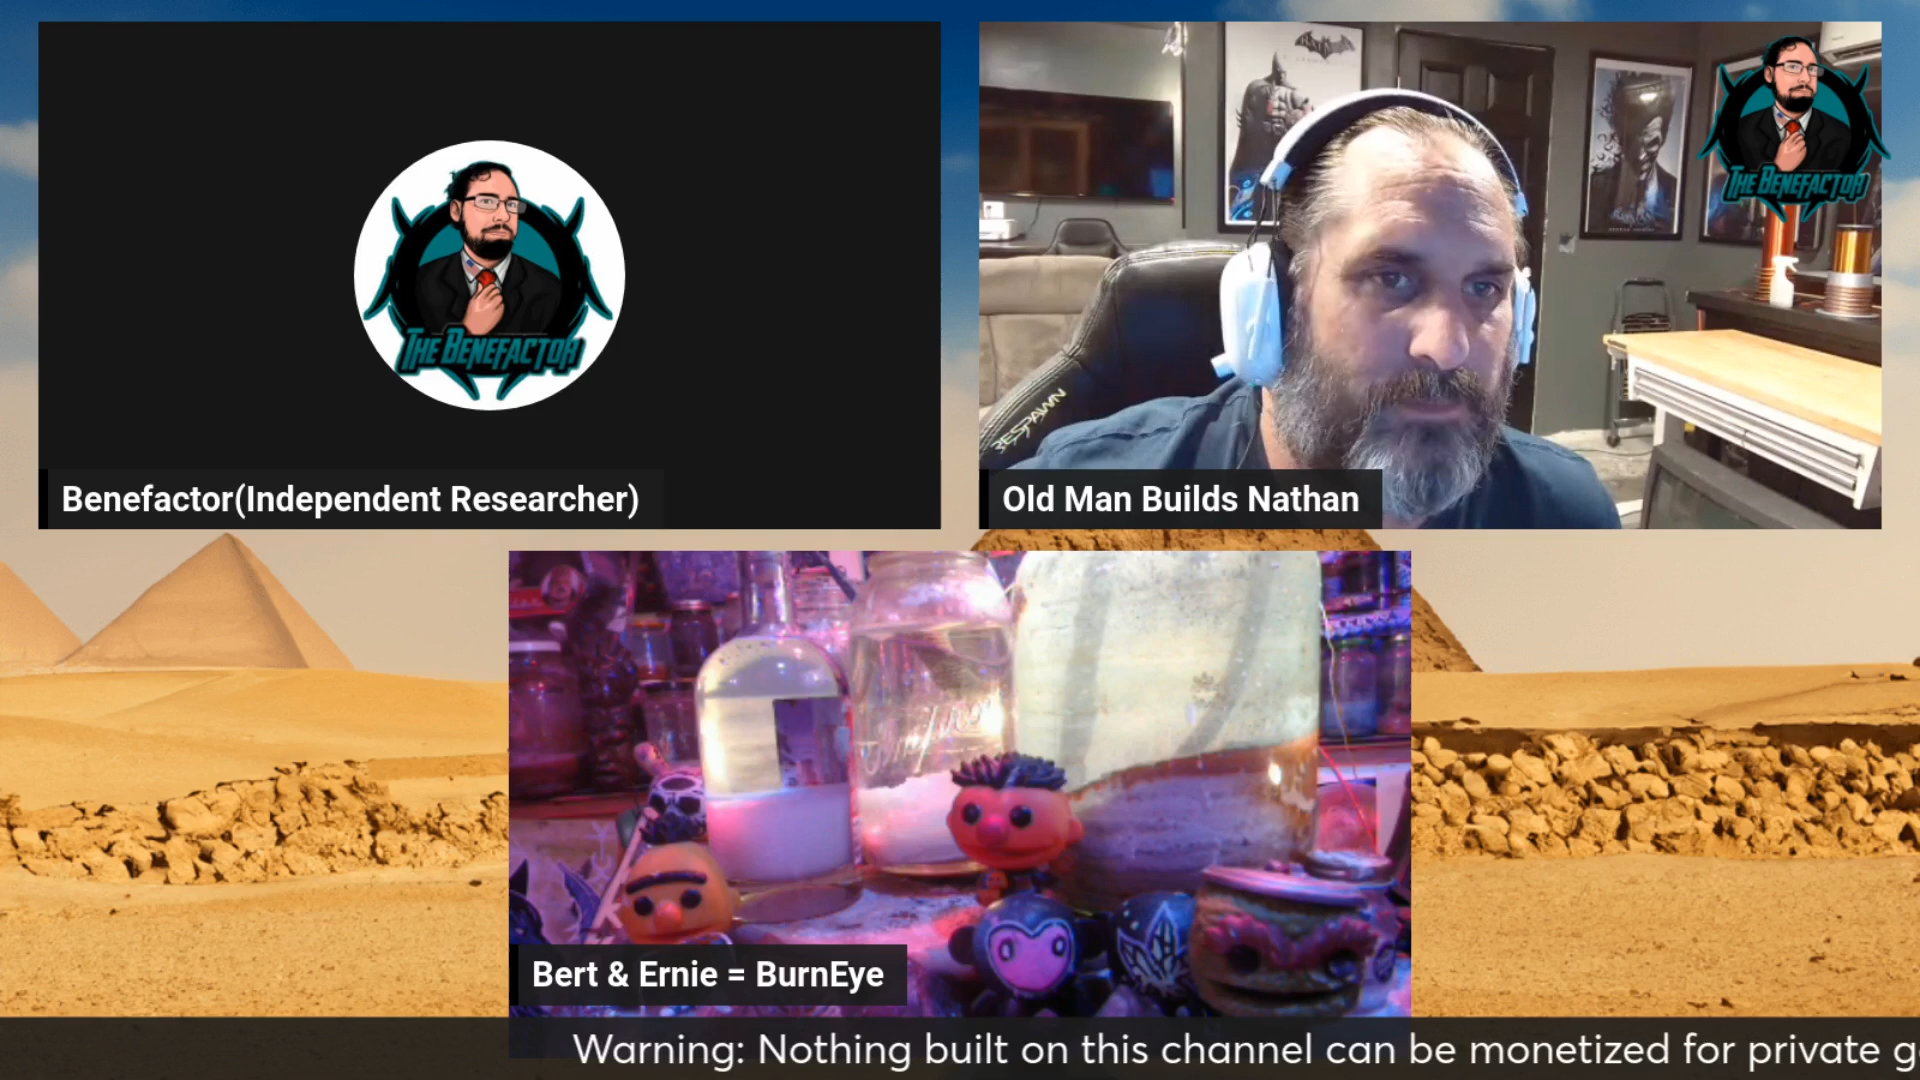 THE BENEFACTOR
Benefactor(Independent Researcher)
RESPAWN
THE BENEFACTOR
Old Man Builds Nathan
Bert & Ernie = BurnEye
Warning: Nothing built on this channel can be monetized for private g